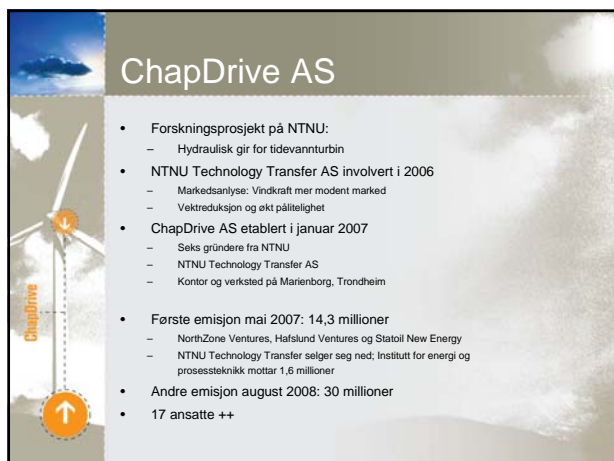 ChapDrive AS
• Forskningsprosjekt på NTNU:
– Hydraulisk gir for tidevannturbin
• NTNU Technology Transfer AS involvert i 2006
– Markedsanlyse: Vindkraft mer modent marked
– Vektreduksjon og økt pålitelighet
• ChapDrive AS etablert i januar 2007
– Seks gründere fra NTNU
– NTNU Technology Transfer AS
– Kontor og verksted på Marienborg, Trondheim
• Første emisjon mai 2007: 14,3 millioner
– NorthZone Ventures, Hafslund Ventures og Statoil New Energy
– NTNU Technology Transfer selger seg ned; Institutt for energi og
prosessteknikk mottar 1,6 millioner
• Andre emisjon august 2008: 30 millioner
• 17 ansatte ++
ChapDrive